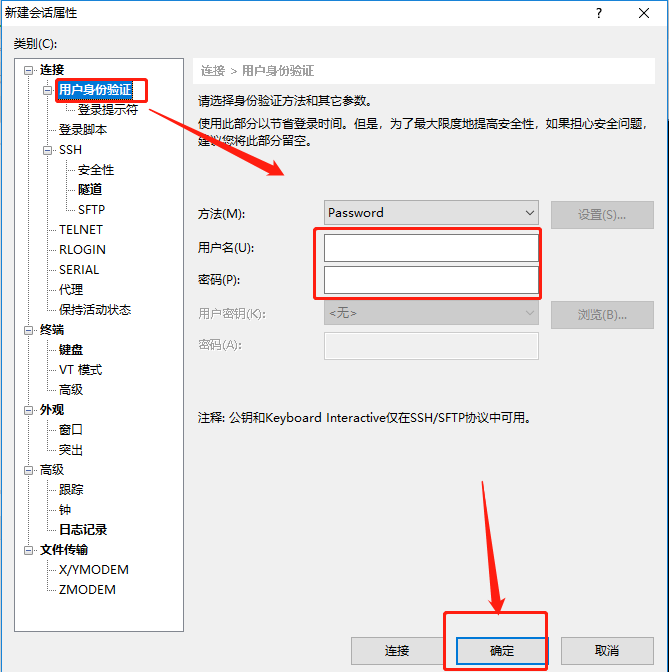 新建会话属性
?
类别(C):
连接
用户身份验证
登录提示符
登录脚本
SSH
安全性
隧道
SFTP
TELNET
RLOGIN
SERIAL
代理
保持活动状态
终端
键盘
VT 模式
高级
外观
窗口
突出
高级
跟踪
钟
日志记录
文件传输
X/YMODEM
ZMODEM
连接 > 用户身份验证
请选择身份验证方法和其它参数。
使用此部分以节省登录时间。但是，为了最大限度地提高安全性，如果担心安全问题，
建议您将此部分留空。
方法(M):
Password
设置(S)...
用户名(U):
密码(P):
用户密钥(K):
<无>
浏览(B)...
密码(A):
注释: 公钥和Keyboard Interactive仅在SSH/SFTP协议中可用。
连接
确定
取消